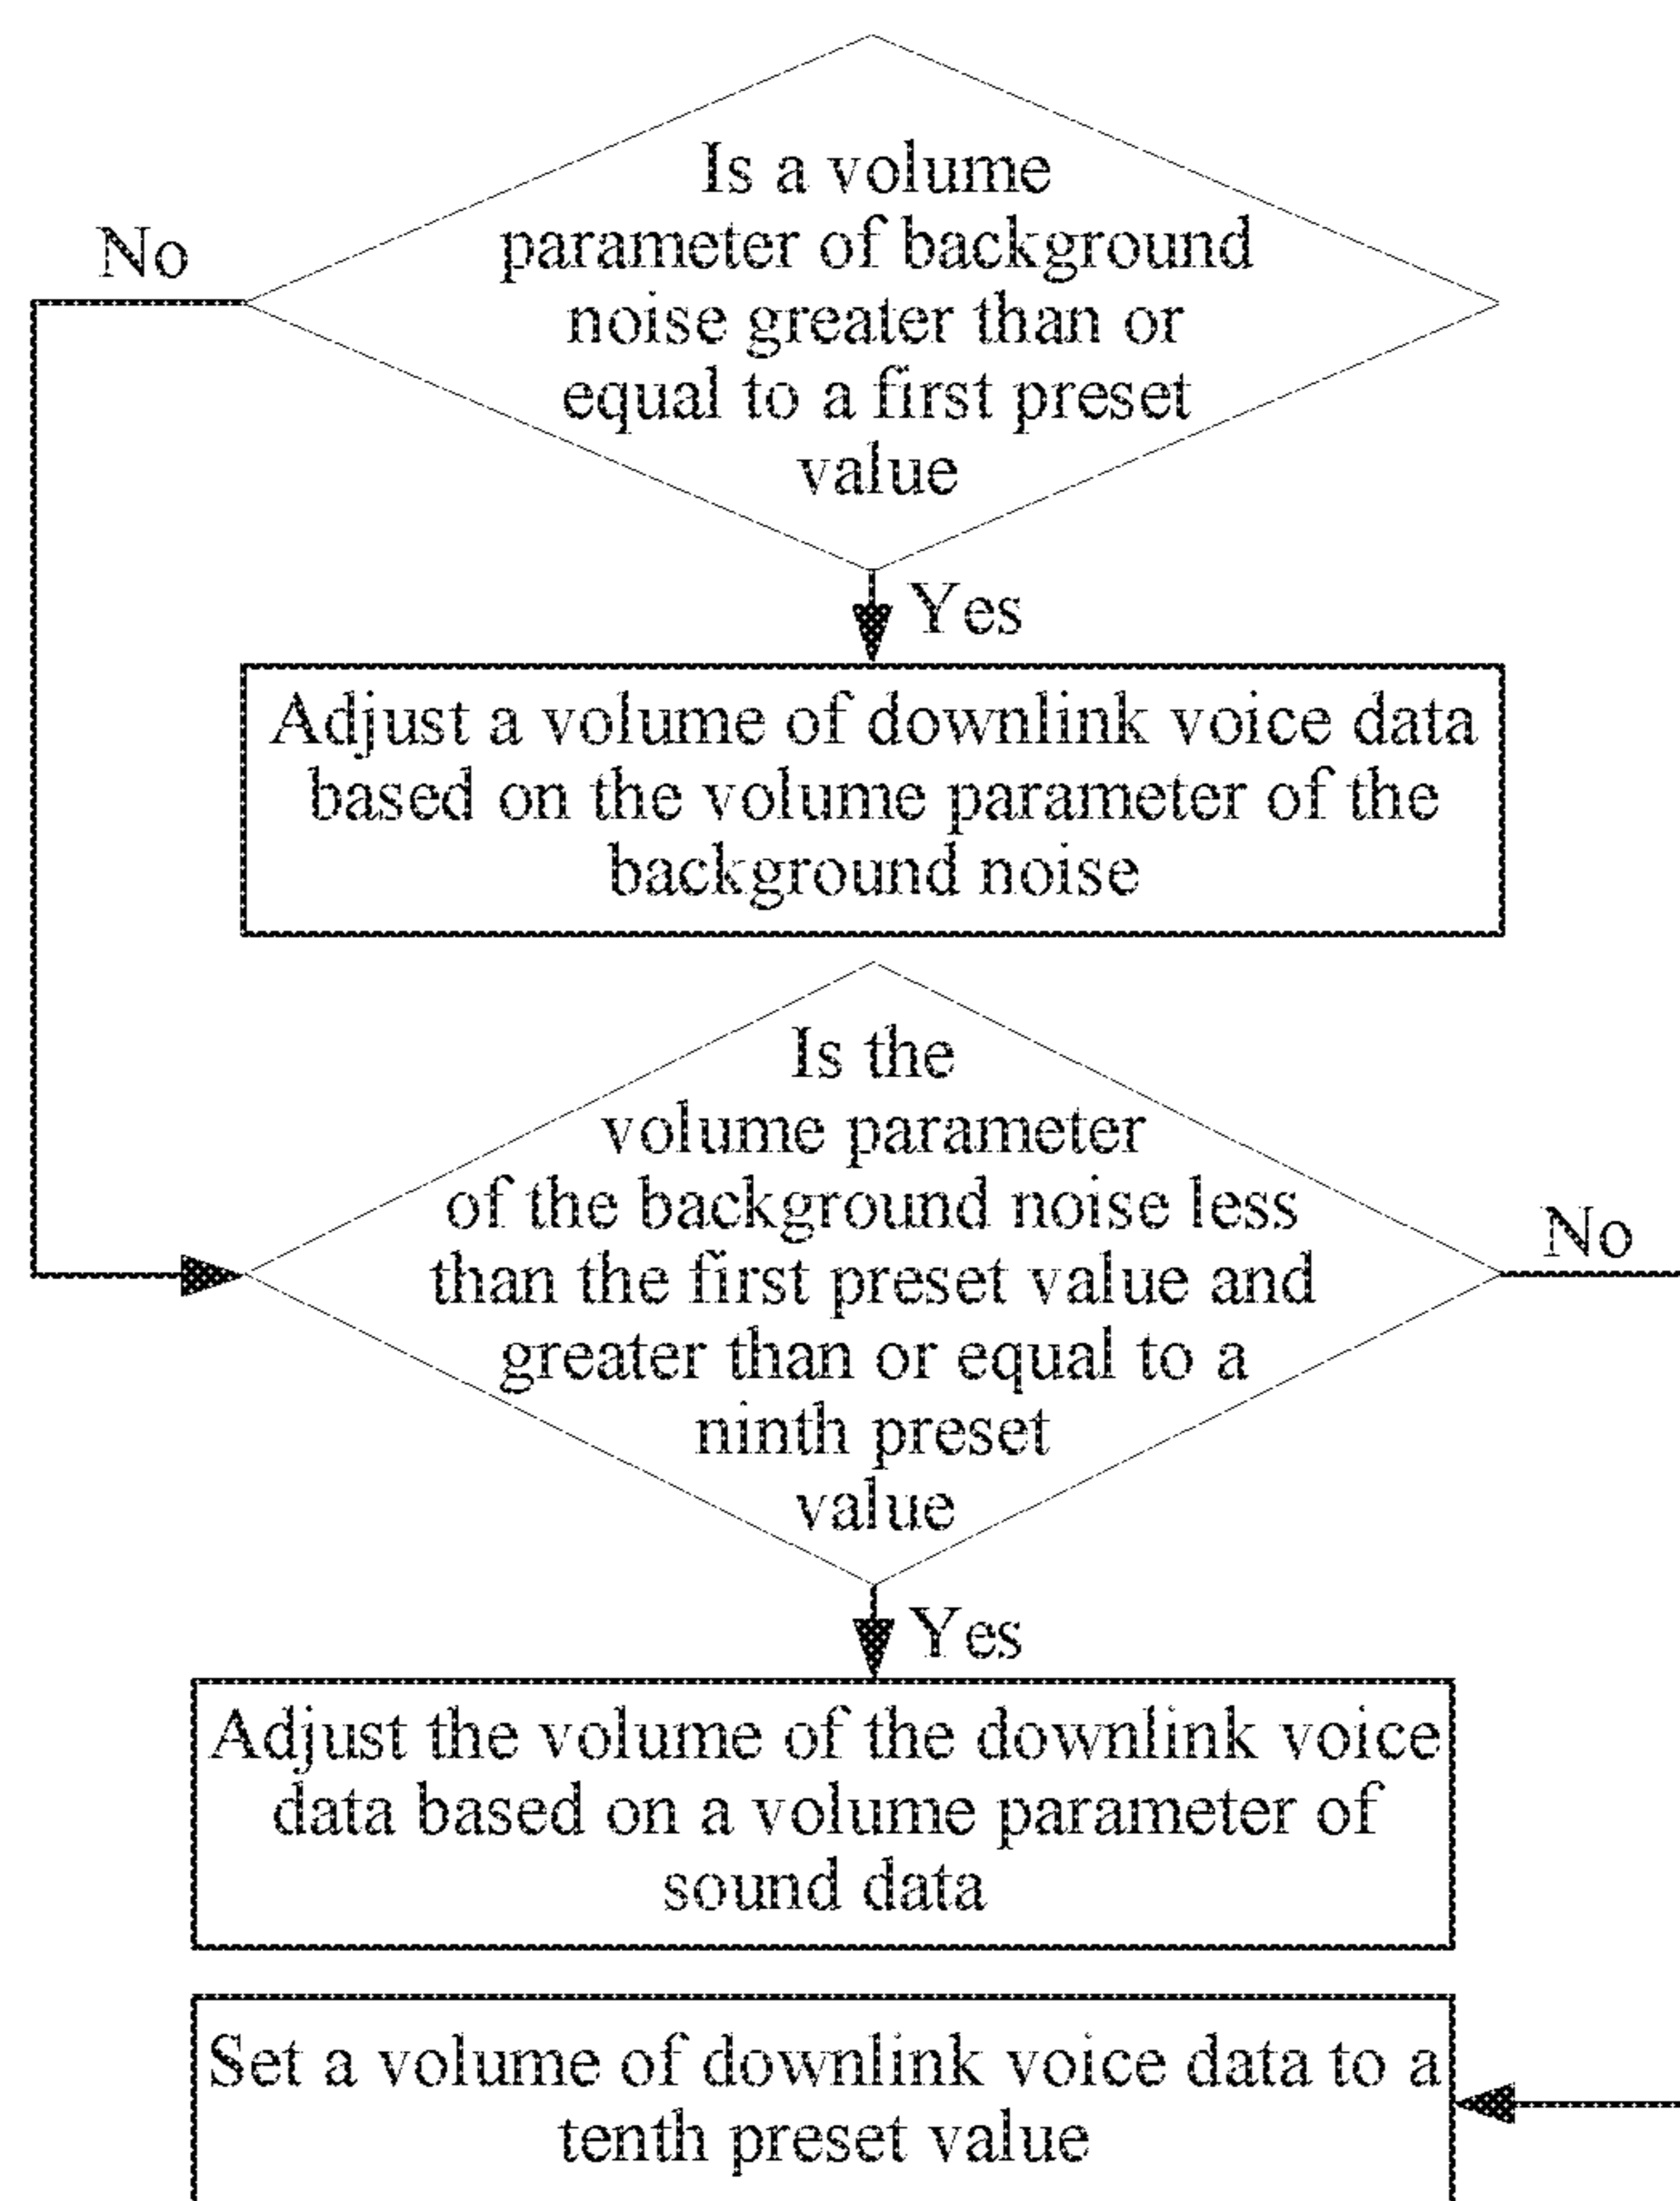 Is a volume
parameter of background
noise greater than or
equal to a first preset
value
No
Yes
Adjust a volume of downlink voice data
based on the volume parameter of the
background noise
Is the
volume parameter
of the background noise less
than the first preset value and
greater than or equal to a
ninth preset
value
No
Yes
Adjust the volume of the downlink voice
data based on a volume parameter of
sound data
Set a volume of downlink voice data to a
tenth preset value